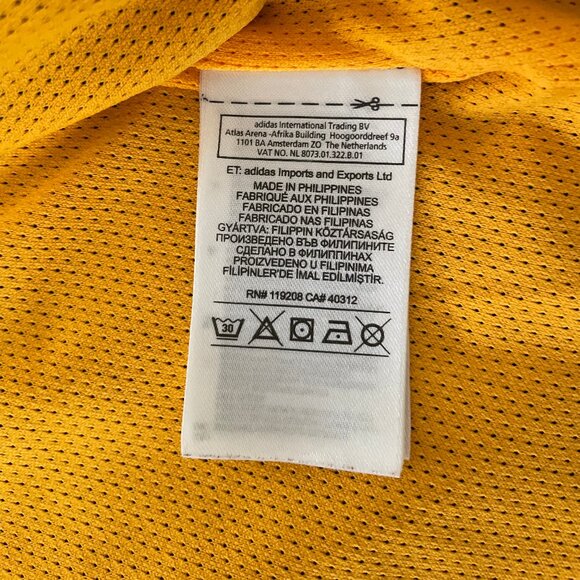 adidas International Trading BV
Atlas Arena -Afrika Building Hoogoorddreef 9a
1101 BA Amsterdam ZO The Netherlands
VAT NO. NL 8073.01.322.B.01
ET: adidas Imports and Exports Ltd
MADE IN PHILIPPINES
FABRIQUÉ AUX PHILIPPINES
FABRICADO EN FILIPINAS
FABRICADO NAS FILIPINAS
GYÁRTVA: FILIPPIN KÖZTÁRSASÁG
ПРОИЗВЕДЕНО ВЪВ ФИЛИПИНИТЕ
СДЕЛАНО В ФИЛИППИНАХ
PROIZVEDENO U FILIPINIMA
FİLİPİNLER'DE İMAL EDİLMİŞTİR.
RN# 119208 CA# 40312
30